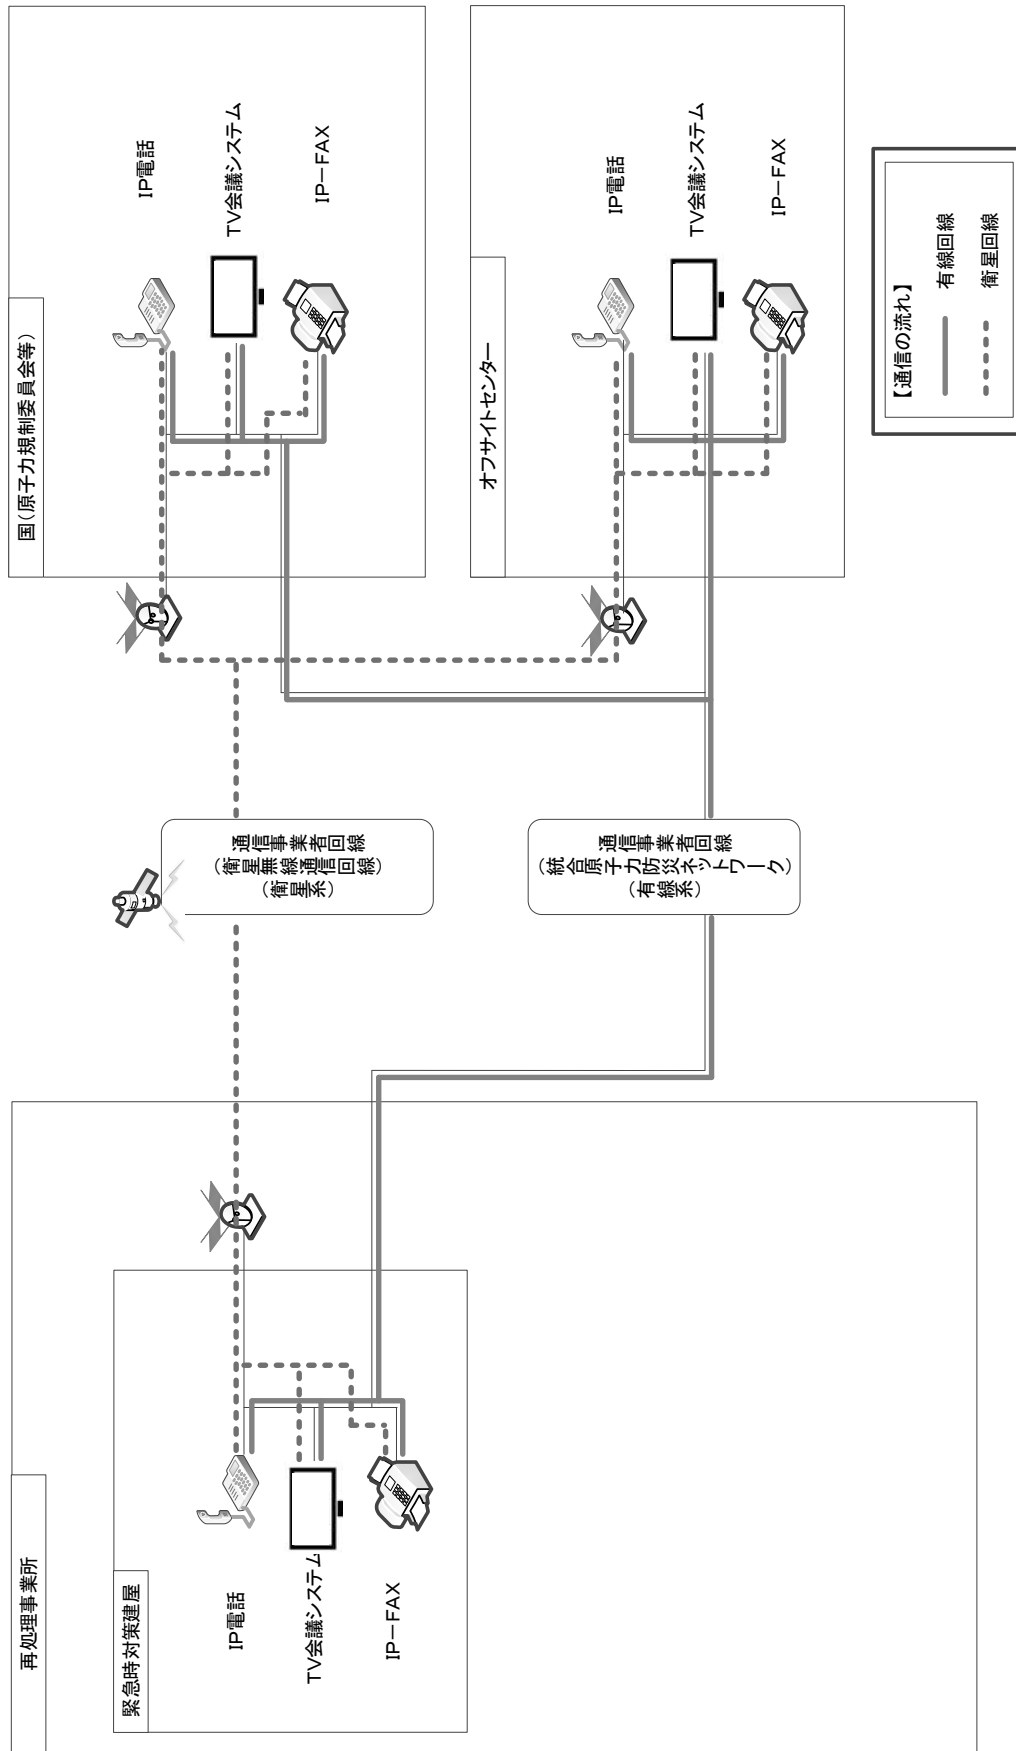 再処理事業所
緊急時対策建屋
IP電話
TV会議システム
IP－FAX
通信事業者回線
(衛星無線通信回線)
(衛星系)
通信事業者回線
(統合原子力防災ネットワーク)
(有線系)
国(原子力規制委員会等)
IP電話
TV会議システム
IP－FAX
オフサイトセンター
IP電話
TV会議システム
IP－FAX
【通信の流れ】
有線回線
衛星回線